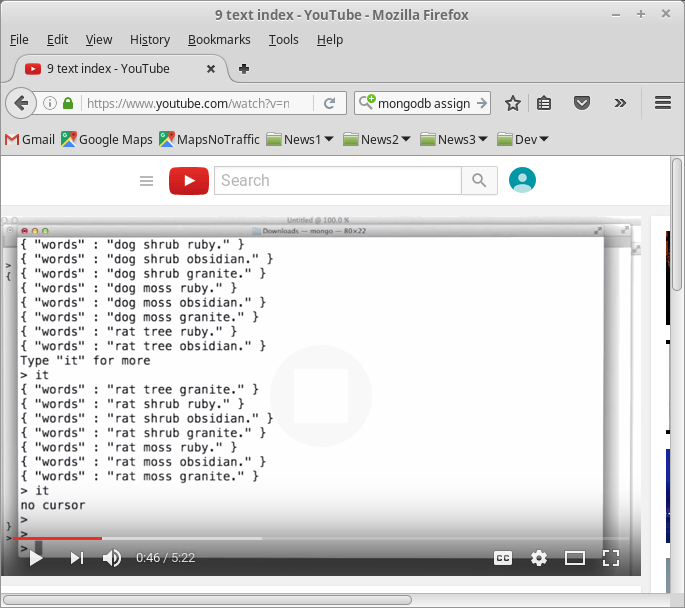 9 text index - YouTube - Mozilla Firefox
File Edit View History Bookmarks Tools Help
9 text index - YouTube
https://www.youtube.com/watch?v=n
mongodb assign
Gmail Google Maps MapsNoTraffic News1 News2 News3 Dev
Search
Untitled @ 100.0 %
Downloads — mongo — 80×22
{ "words" : "dog shrub ruby." }
{ "words" : "dog shrub obsidian." }
{ "words" : "dog shrub granite." }
{ "words" : "dog moss ruby." }
{ "words" : "dog moss obsidian." }
{ "words" : "dog moss granite." }
{ "words" : "rat tree ruby." }
{ "words" : "rat tree obsidian." }
Type "it" for more
> it
{ "words" : "rat tree granite." }
{ "words" : "rat shrub ruby." }
{ "words" : "rat shrub obsidian." }
{ "words" : "rat shrub granite." }
{ "words" : "rat moss ruby." }
{ "words" : "rat moss obsidian." }
{ "words" : "rat moss granite." }
> it
no cursor
>
>
>
0:46 / 5:22
CC